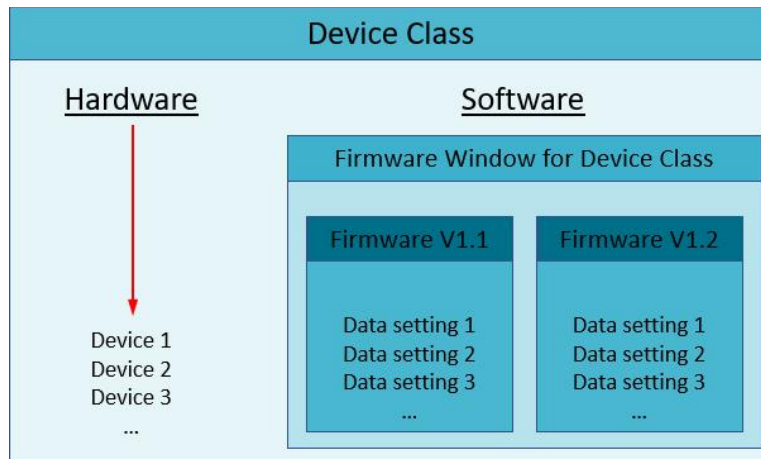 Device Class
Hardware
Software
Firmware Window for Device Class
Firmware V1.1
Firmware V1.2
Device 1
Device 2
Device 3
...
Data setting 1
Data setting 2
Data setting 3
...
Data setting 1
Data setting 2
Data setting 3
...